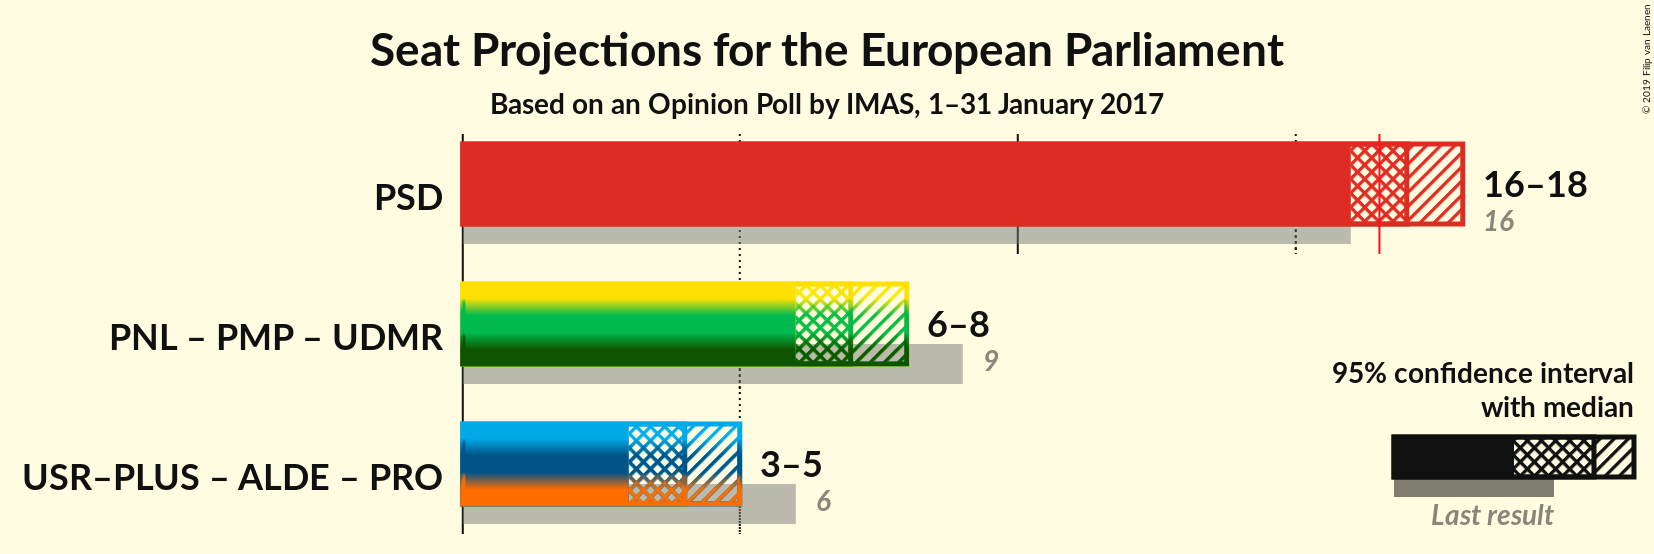 Seat Projections for the European Parliament
Based on an Opinion Poll by IMAS, 1–31 January 2017
© 2019 Filip van Laenen
PSD
16–18
16
PNL – PMP – UDMR
6–8
9
USR–PLUS – ALDE – PRO
3–5
6
95% confidence interval
with median
Last result